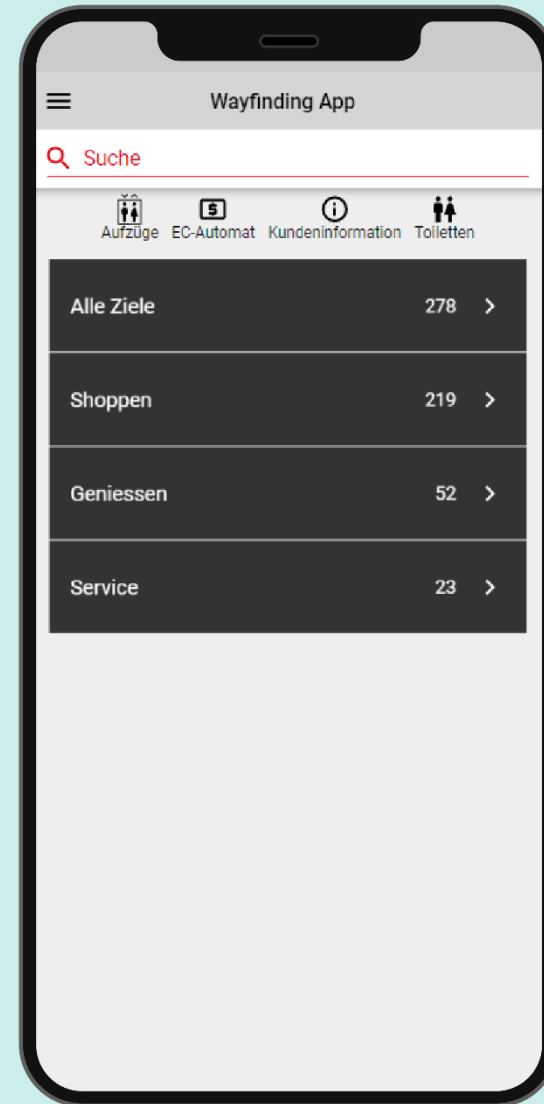 Wayfinding App
Suche
Aufzüge EC-Automat Kundeninformation Toiletten
Alle Ziele 278
Shoppen 219
Geniessen 52
Service 23